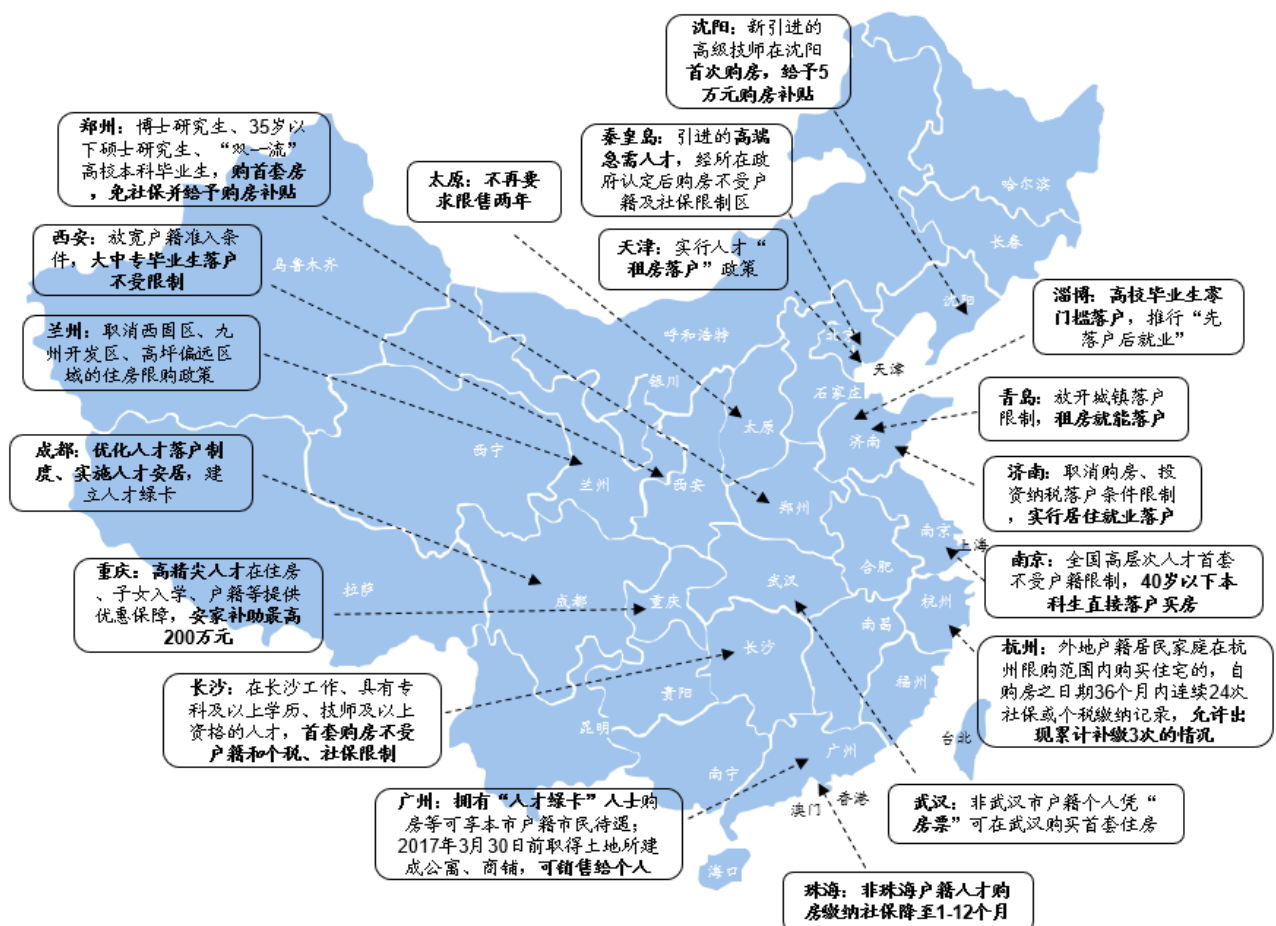 沈阳：新引进的
高级技师在沈阳
首次购房，给予5
万元购房补贴
郑州：博士研究生、35岁以
下硕士研究生、“双一流”
高校本科毕业生，购首套房
，免社保并给予购房补贴
太原：不再要
求限售两年
秦皇岛：引进的高端
急需人才，经所在政
府认定后购房不受户
籍及社保限制区
天津：实行人才“
租房落户”政策
西安：放宽户籍准入条
件，大中专毕业生落户
不受限制
兰州：取消西固区、九
州开发区、高坪偏远区
域的住房限购政策
淄博：高校毕业生零
门槛落户，推行“先
落户后就业”
青岛：放开城镇落户
限制，租房就能落户
成都：优化人才落户制
度、实施人才安居，建
立人才绿卡
济南：取消购房、投
资纳税落户条件限制
，实行居住就业落户
南京：全国高层次人才首套
不受户籍限制，40岁以下本
科生直接落户买房
重庆：高精尖人才在住房
、子女入学、户籍等提供
优惠保障，安家补助最高
200万元
杭州：外地户籍居民家庭在杭
州限购范围内购买住宅的，自
购房之日期36个月内连续24次
社保或个税缴纳记录，允许出
现累计补缴3次的情况
长沙：在长沙工作、具有专
科及以上学历、技师及以上
资格的人才，首套购房不受
户籍和个税、社保限制
广州：拥有“人才绿卡”人士购
房等可享本市户籍市民待遇；
2017年3月30日前取得土地所建
成公寓、商铺，可销售给个人
武汉：非武汉市户籍个人凭“
房票”可在武汉购买首套住房
珠海：非珠海户籍人才购
房缴纳社保降至1-12个月
哈尔滨
长春
沈阳
乌鲁木齐
呼和浩特
北京
天津
银川
石家庄
太原
济南
西宁
兰州
西安
郑州
南京
上海
合肥
武汉
杭州
拉萨
成都
重庆
南昌
长沙
贵阳
福州
昆明
台北
南宁
广州
澳门
香港
海口